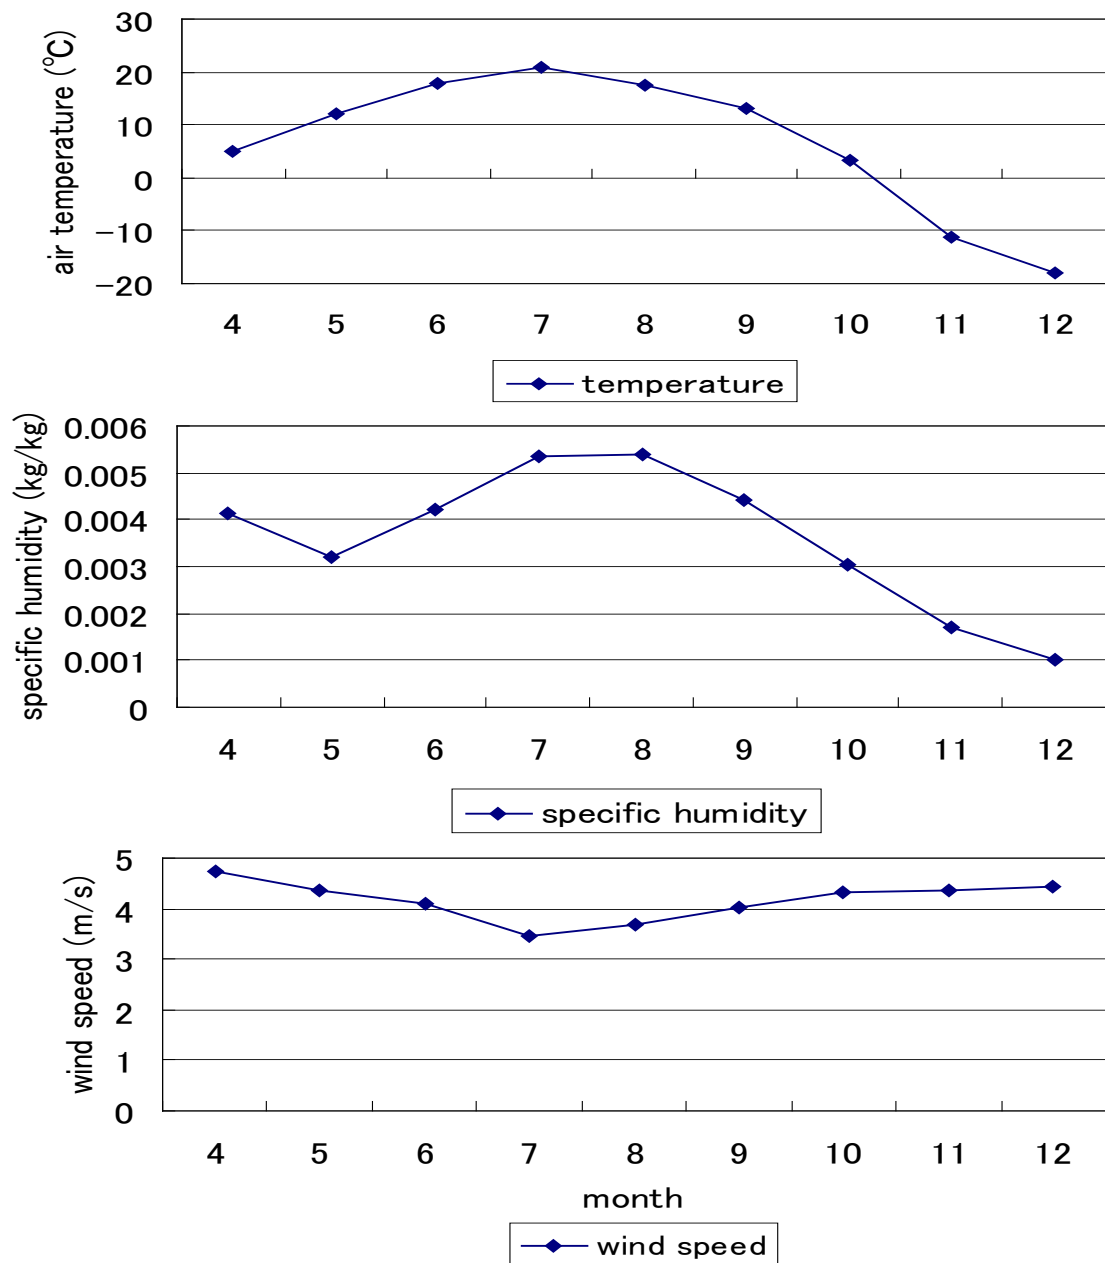 air temperature (℃)
30
20
10
0
−10
−20
4 5 6 7 8 9 10 11 12
temperature
specific humidity (kg/kg)
0.006
0.005
0.004
0.003
0.002
0.001
0
4 5 6 7 8 9 10 11 12
specific humidity
wind speed (m/s)
5
4
3
2
1
0
4 5 6 7 8 9 10 11 12
month
wind speed